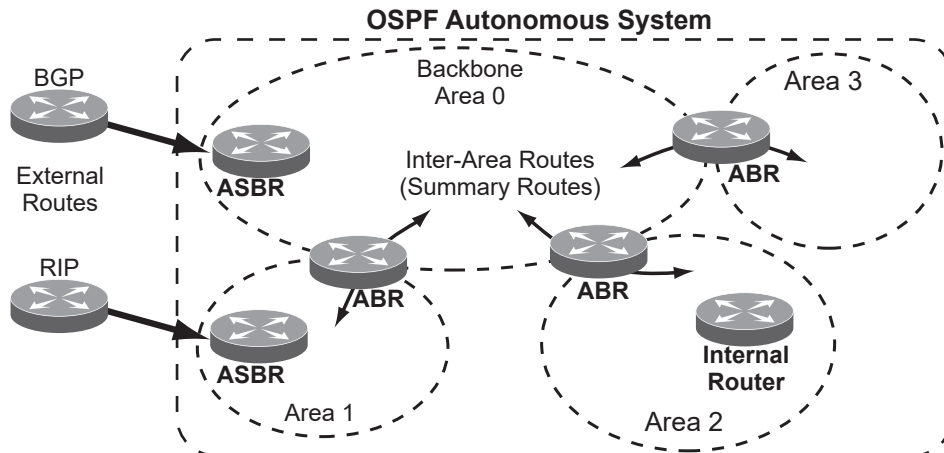 OSPF Autonomous System
BGP
Backbone
Area 0
Area 3
External
Routes
ASBR
Inter-Area Routes
(Summary Routes)
ABR
RIP
ABR
ABR
ASBR
Internal
Router
Area 1
Area 2